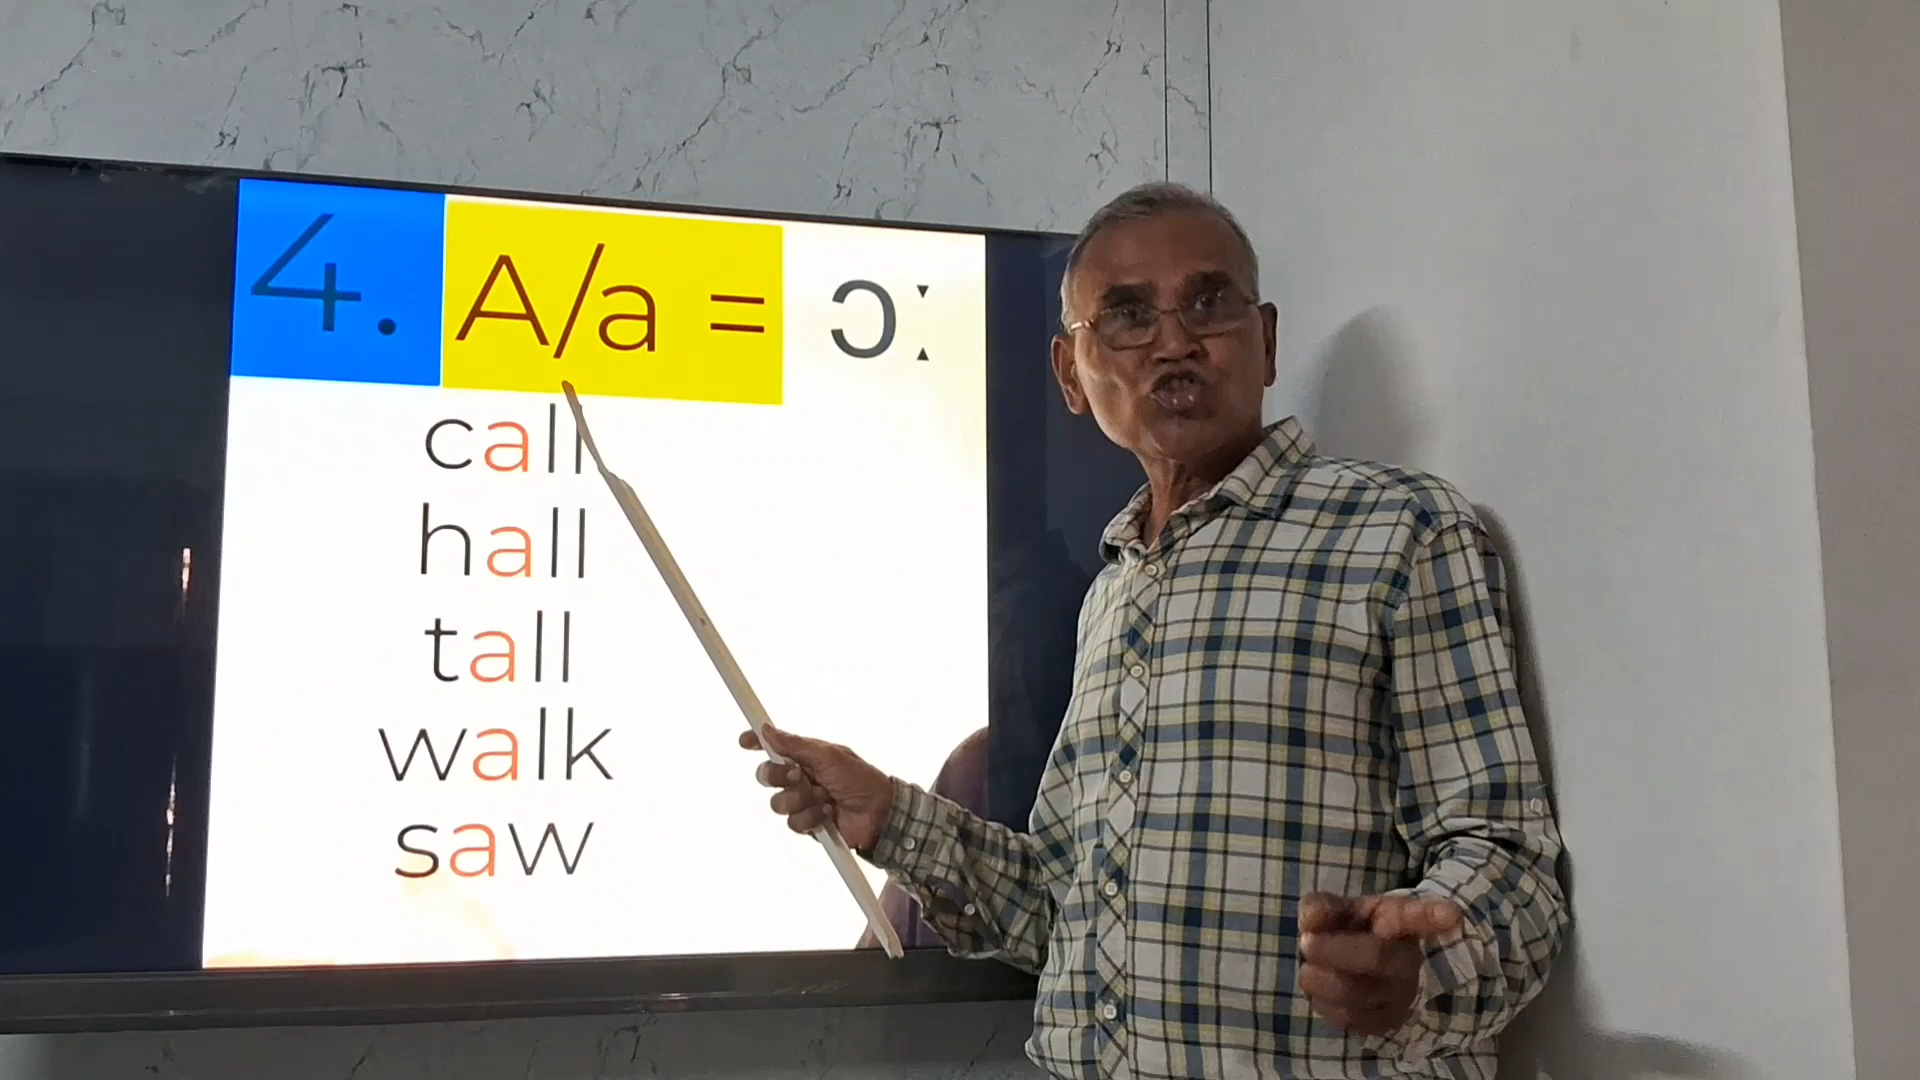 4. A/a = ɔː
call
hall
tall
walk
saw